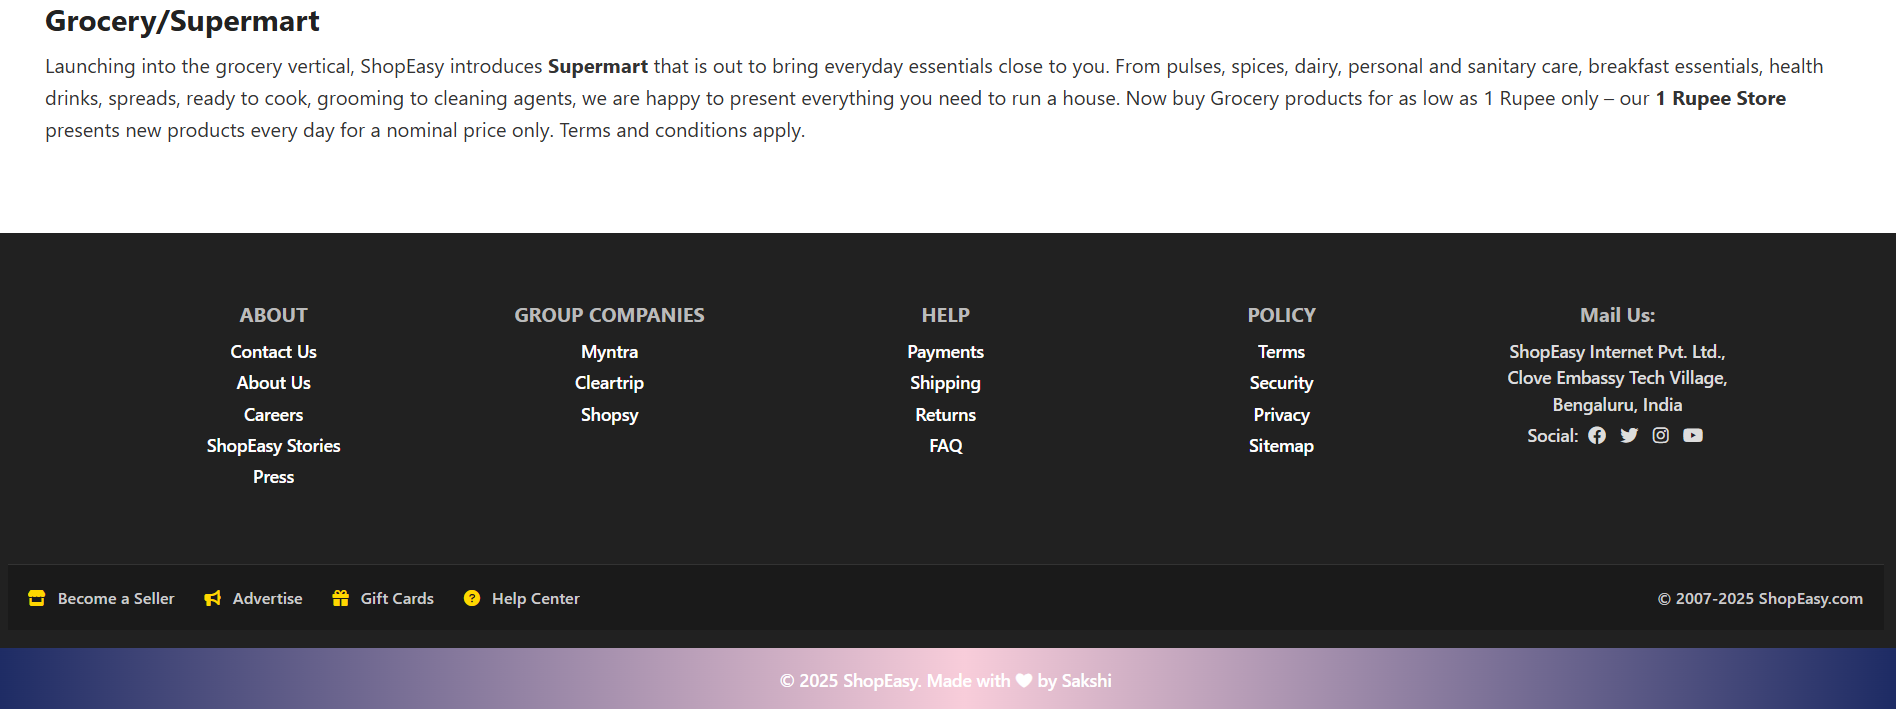 Grocery/Supermart
Launching into the grocery vertical, ShopEasy introduces Supermart that is out to bring everyday essentials close to you. From pulses, spices, dairy, personal and sanitary care, breakfast essentials, health
drinks, spreads, ready to cook, grooming to cleaning agents, we are happy to present everything you need to run a house. Now buy Grocery products for as low as 1 Rupee only – our 1 Rupee Store
presents new products every day for a nominal price only. Terms and conditions apply.
ABOUT
Contact Us
About Us
Careers
ShopEasy Stories
Press
GROUP COMPANIES
Myntra
Cleartrip
Shopsy
HELP
Payments
Shipping
Returns
FAQ
POLICY
Terms
Security
Privacy
Sitemap
Mail Us:
ShopEasy Internet Pvt. Ltd.,
Clove Embassy Tech Village,
Bengaluru, India
Social:
Become a Seller
Advertise
Gift Cards
Help Center
© 2007-2025 ShopEasy.com
© 2025 ShopEasy. Made with ♥ by Sakshi